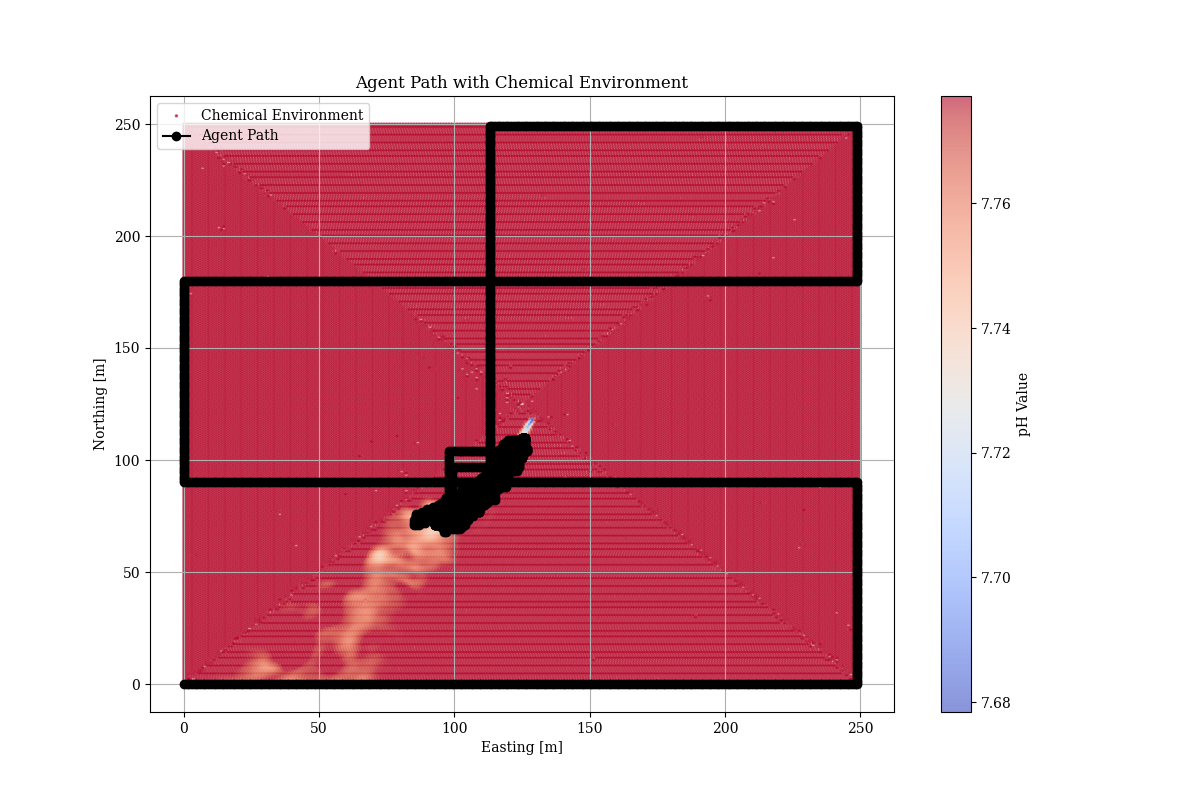 Agent Path with Chemical Environment
Chemical Environment
Agent Path
250
200
150
100
50
0
Northing [m]
0 50 100 150 200 250
Easting [m]
7.76
7.74
7.72
7.70
7.68
pH Value